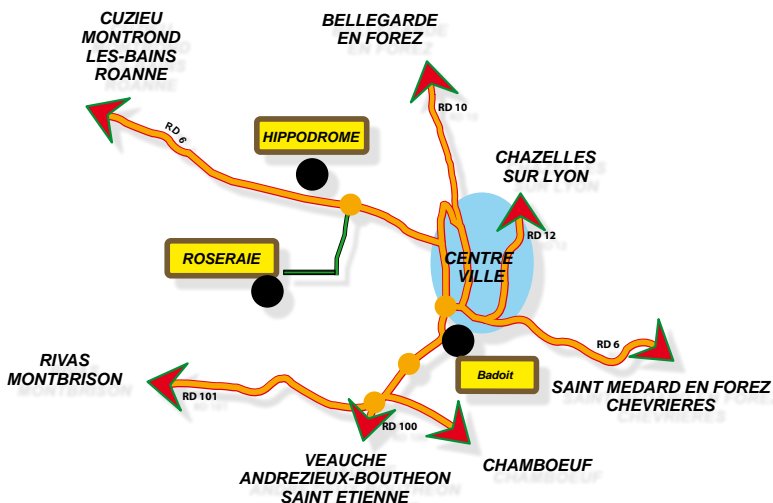 CUZIEU
MONTROND
LES-BAINS
ROANNE
BELLEGARDE
EN FOREZ
RD 10
RD 6
HIPPODROME
CHAZELLES
SUR LYON
RD 12
ROSERAIE
CENTRE
VILLE
RD 6
RIVAS
MONTBRISON
RD 101
Badoit
SAINT MEDARD EN FOREZ
CHEVRIERES
RD 100
VEAUCHE
ANDREZIEUX-BOUTHEON
SAINT ETIENNE
CHAMBOEUF